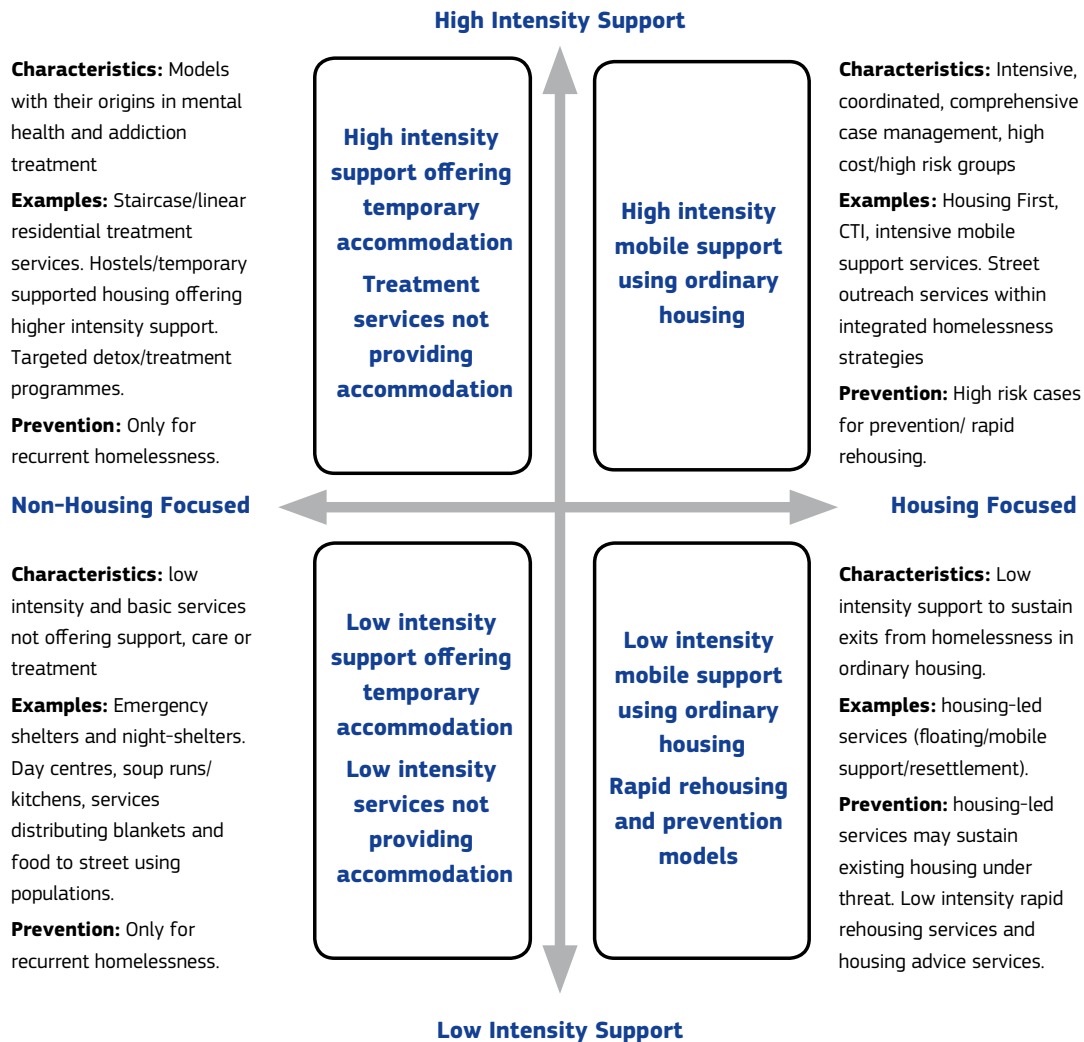 High Intensity Support
Characteristics: Models
with their origins in mental
health and addiction
treatment
Examples: Staircase/linear
residential treatment
services. Hostels/temporary
supported housing offering
higher intensity support.
Targeted detox/treatment
programmes.
Prevention: Only for
recurrent homelessness.
High intensity
support offering
temporary
accommodation
Treatment
services not
providing
accommodation
High intensity
mobile support
using ordinary
housing
Characteristics: Intensive,
coordinated, comprehensive
case management, high
cost/high risk groups
Examples: Housing First,
CTI, intensive mobile
support services. Street
outreach services within
integrated homelessness
strategies
Prevention: High risk cases
for prevention/ rapid
rehousing.
Non-Housing Focused
Housing Focused
Characteristics: low
intensity and basic services
not offering support, care or
treatment
Examples: Emergency
shelters and night-shelters.
Day centres, soup runs/
kitchens, services
distributing blankets and
food to street using
populations.
Prevention: Only for
recurrent homelessness.
Low intensity
support offering
temporary
accommodation
Low intensity
services not
providing
accommodation
Low intensity
mobile support
using ordinary
housing
Rapid rehousing
and prevention
models
Characteristics: Low
intensity support to sustain
exits from homelessness in
ordinary housing.
Examples: housing-led
services (floating/mobile
support/resettlement).
Prevention: housing-led
services may sustain
existing housing under
threat. Low intensity rapid
rehousing services and
housing advice services.
Low Intensity Support